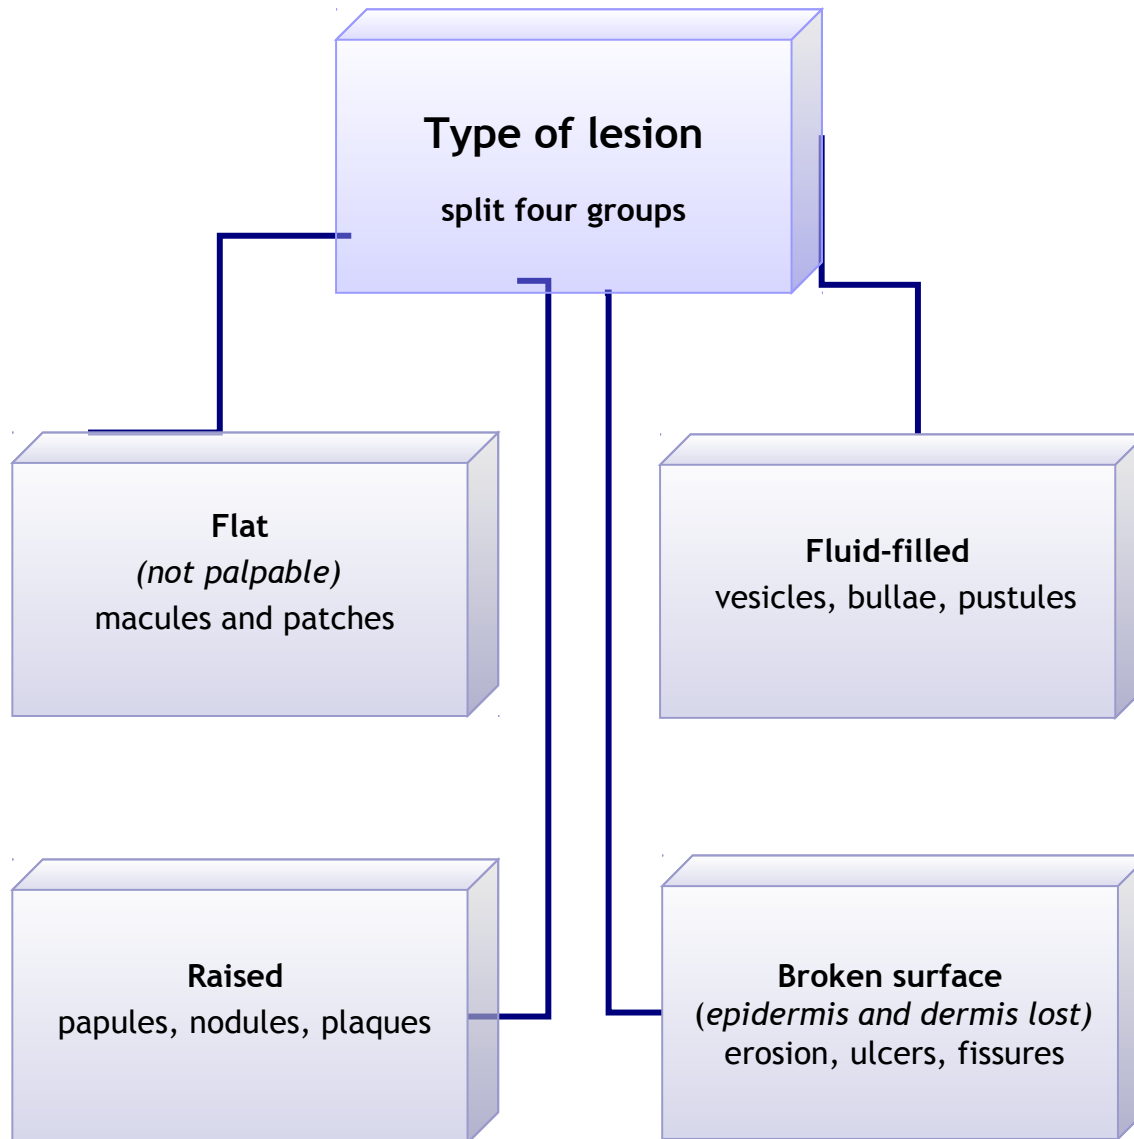 Type of lesion
split four groups
Flat
(not palpable)
macules and patches
Fluid-filled
vesicles, bullae, pustules
Raised
papules, nodules, plaques
Broken surface
(epidermis and dermis lost)
erosion, ulcers, fissures